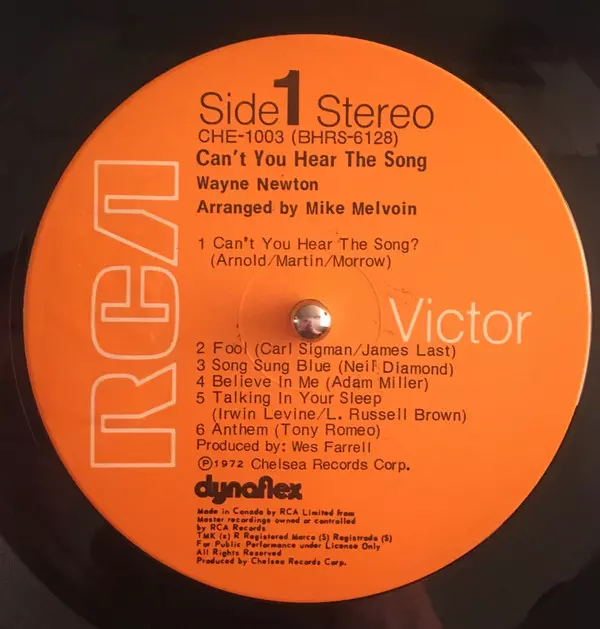 Side 1 Stereo
CHE-1003 (BHRS-6128)
Can't You Hear The Song
Wayne Newton
Arranged by Mike Melvoin
1 Can't You Hear The Song?
(Arnold/Martin/Morrow)
RCA
Victor
2 Fool (Carl Sigman/James Last)
3 Song Sung Blue (Neil Diamond)
4 Believe In Me (Adam Miller)
5 Talking In Your Sleep
(Irwin Levine/L. Russell Brown)
6 Anthem (Tony Romeo)
Produced by: Wes Farrell
℗1972 Chelsea Records Corp.
dynaflex
Made in Canada by RCA Limited from
Master recordings owned or controlled
by RCA Records
TMK (s) R Registered Marca (S) Registrada (S)
For Public Performance under License Only
All Rights Reserved
Produced by Chelsea Records Corp.